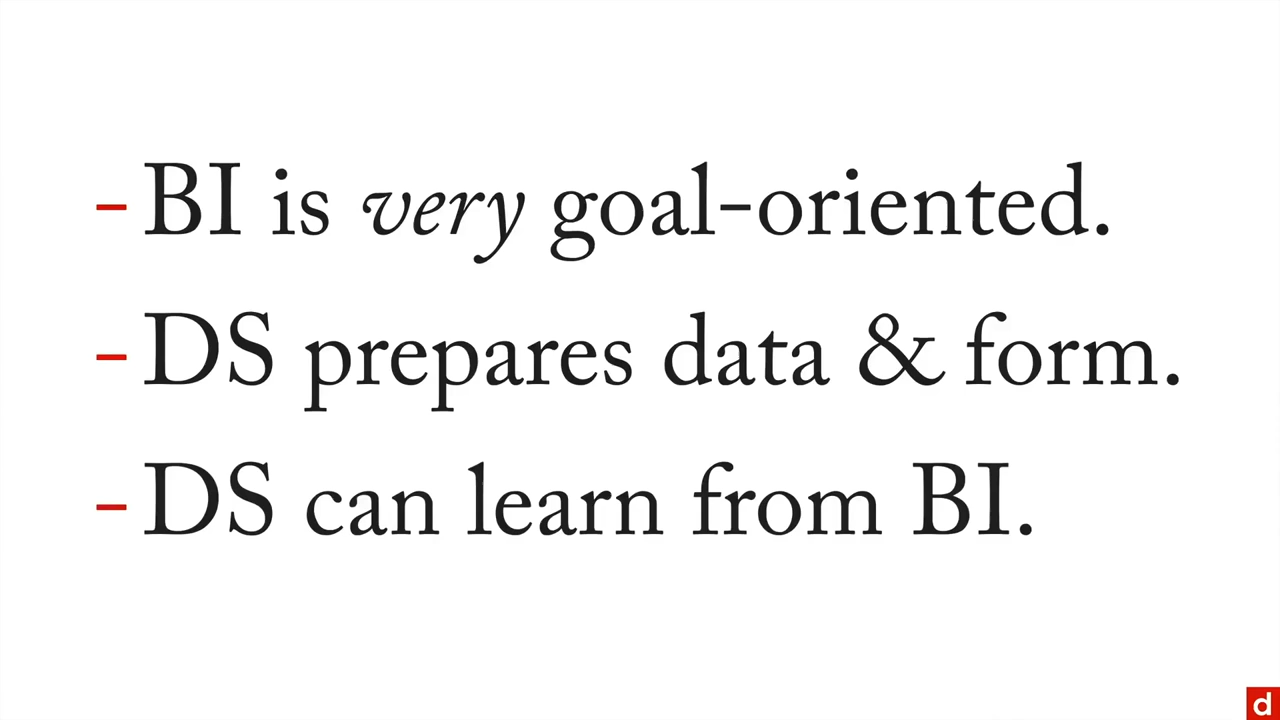 - BI is very goal-oriented.
- DS prepares data & form.
- DS can learn from BI.
d